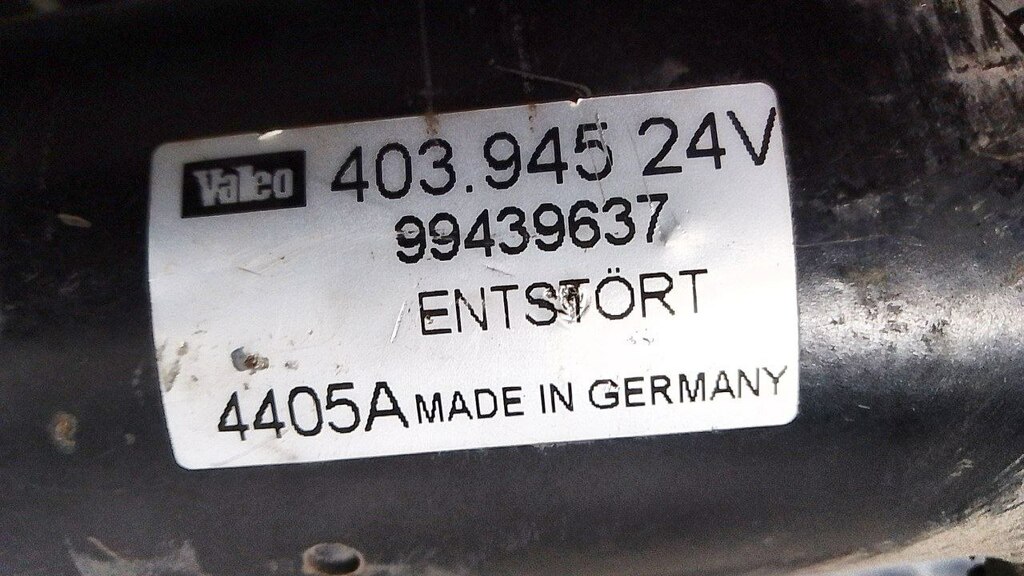 Valeo 403.945 24V
99439637
ENTSTÖRT
4405A MADE IN GERMANY